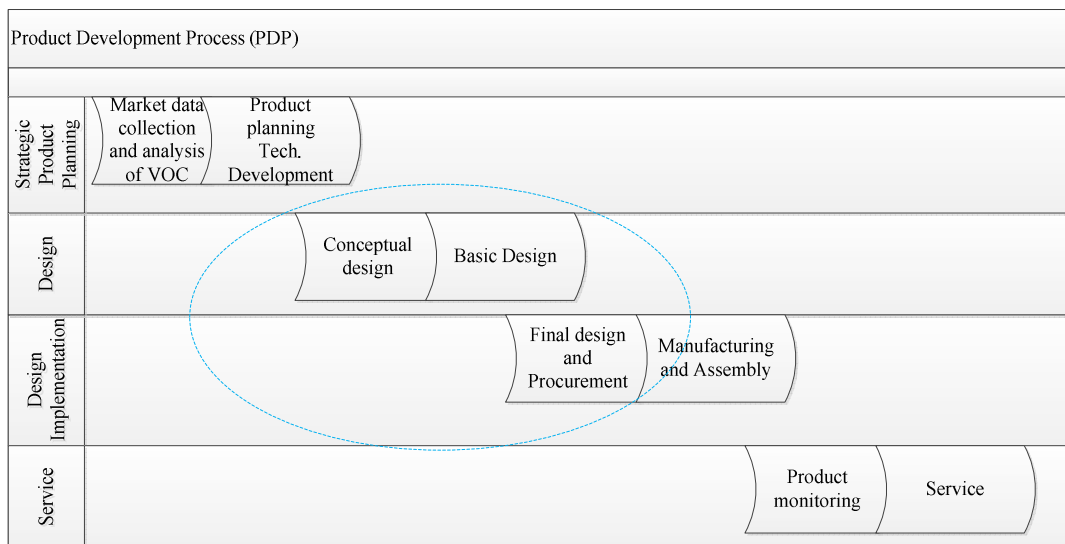 Product Development Process (PDP)
Strategic
Product
Planning
Market data
collection
and analysis
of VOC
Product
planning
Tech.
Development
Design
Conceptual
design
Basic Design
Design
Implementation
Final design
and
Procurement
Manufacturing
and Assembly
Service
Product
monitoring
Service